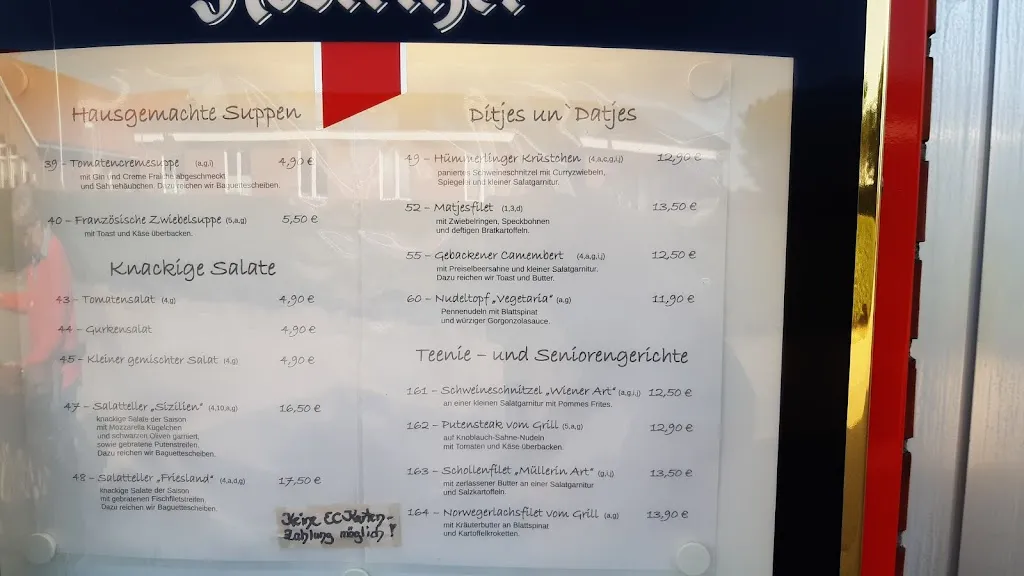 Hausgemachte Suppen
39 – Tomatencremesuppe (a,g,i) 4,90 €
mit Gin und Creme Fraiche abgeschmeckt
und Sahnehäubchen. Dazu reichen wir Baguettescheiben.
40 – Französische Zwiebelsuppe (5,a,g) 5,50 €
mit Toast und Käse überbacken.
Knackige Salate
43 – Tomatensalat (4,g) 4,90 €
44 – Gurkensalat 4,90 €
45 – Kleiner gemischter Salat (4,g) 4,90 €
47 – Salatteller „Sizilien“ (4,10,a,g) 16,50 €
knackige Salate der Saison
mit Mozzarella Kügelchen
und schwarzen Oliven garniert,
sowie gebratene Putenstreifen.
Dazu reichen wir Baguettescheiben.
48 – Salatteller „Friesland“ (4,a,d,g) 17,50 €
knackige Salate der Saison
mit gebratenen Fischfiletstreifen,
Dazu reichen wir Baguettescheiben.
Keine EC Karten-
zahlung möglich!
Ditjes un`Datjes
49 – Hümmerlinger Krüstchen (4,a,c,g,i,j) 12,90 €
paniertes Schweineschnitzel mit Curryzwiebeln,
Spiegelei und kleiner Salatgarnitur.
52 – Matjesfilet (1,3,d) 13,50 €
mit Zwiebelringen, Speckbohnen
und deftigen Bratkartoffeln.
55 – Gebackener Camembert (4,a,g,i,j) 12,50 €
mit Preiselbeersahne und kleiner Salatgarnitur.
Dazu reichen wir Toast und Butter.
60 – Nudeltopf „Vegetaria“ (a,g) 11,90 €
Pennenudeln mit Blattspinat
und würziger Gorgonzolasauce.
Teenie – und Seniorengerichte
161 – Schweineschnitzel „Wiener Art“ (a,g,i,j) 12,50 €
an einer kleinen Salatgarnitur mit Pommes Frites.
162 – Putensteak vom Grill (5,a,g) 12,90 €
auf Knoblauch-Sahne-Nudeln
mit Tomaten und Käse überbacken.
163 – Schollenfilet „Müllerin Art“ (g,i,j) 13,50 €
mit zerlassener Butter an einer Salatgarnitur
und Salzkartoffeln.
164 – Norwegerlachsfilet vom Grill (a,g) 13,90 €
mit Kräuterbutter an Blattspinat
und Kartoffelkroketten.